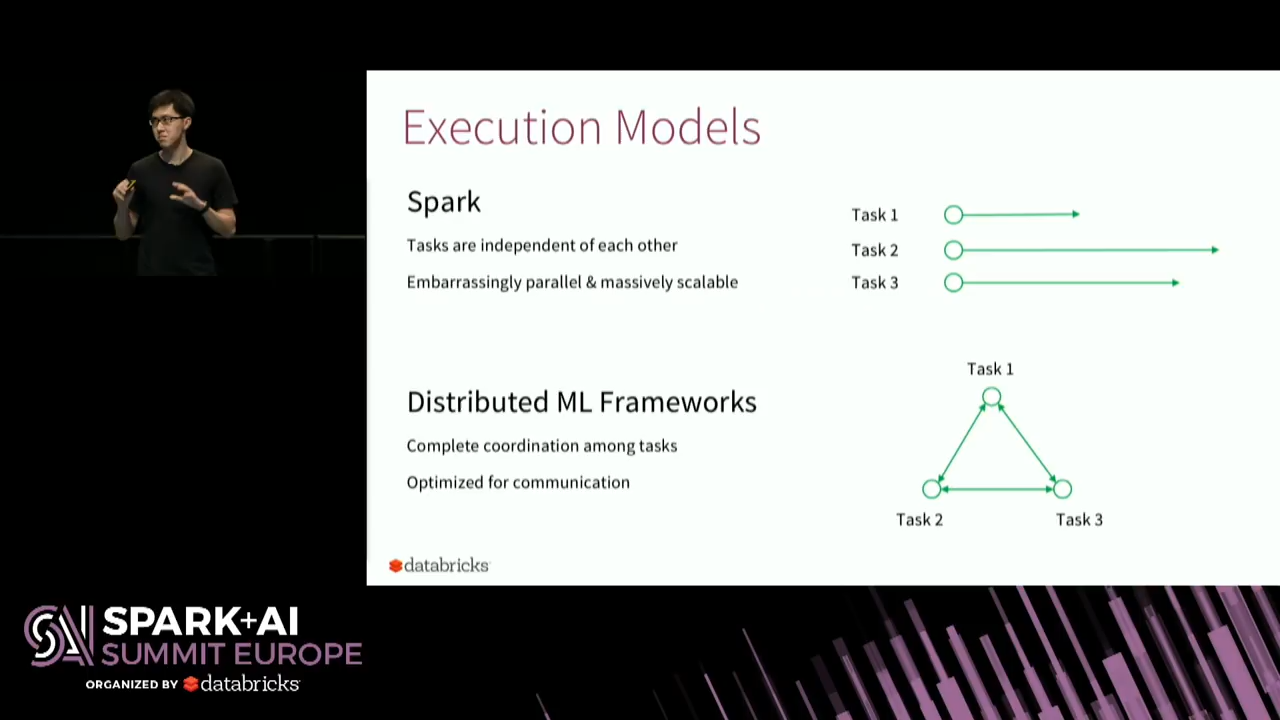 Execution Models
Spark
Tasks are independent of each other
Embarrassingly parallel & massively scalable
Task 1
Task 2
Task 3
Distributed ML Frameworks
Complete coordination among tasks
Optimized for communication
Task 1
Task 2
Task 3
databricks
SAI
SPARK+AI
SUMMIT EUROPE
ORGANIZED BY databricks